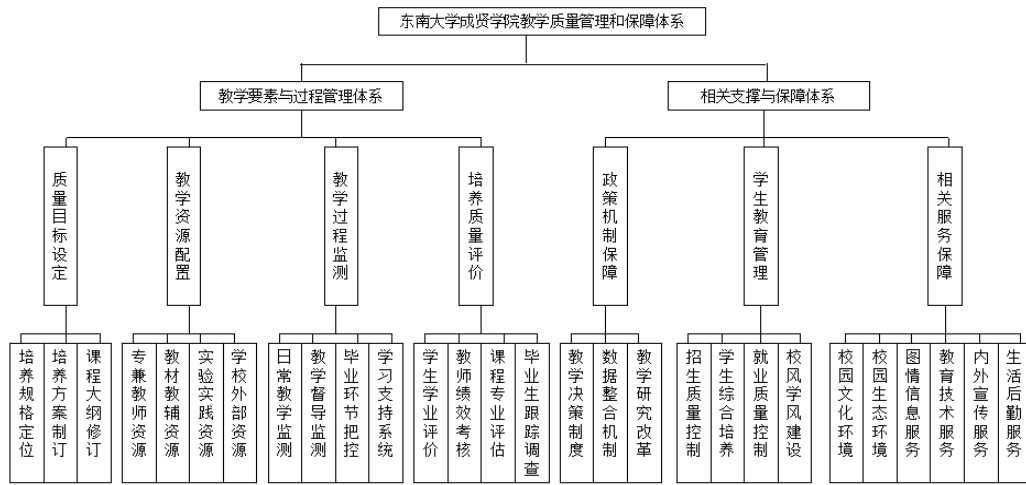 东南大学成贤学院教学质量管理和保障体系
教学要素与过程管理体系
相关支撑与保障体系
质量目标设定
教学资源配置
教学过程监测
培养质量评价
政策机制保障
学生教育管理
相关服务保障
培养规格定位
培养方案制订
课程大纲修订
专兼教师资源
教材教辅资源
实验实践资源
学校外部资源
日常教学监测
教学督导监测
毕业环节把控
学习支持系统
学生学业评价
教师绩效考核
课程专业评估
毕业生跟踪调查
教学决策制度
数据整合机制
教学研究改革
招生质量控制
学生综合培养
就业质量控制
校风学风建设
校园文化环境
校园生态环境
图情信息服务
教育技术服务
内外宣传服务
生活后勤服务